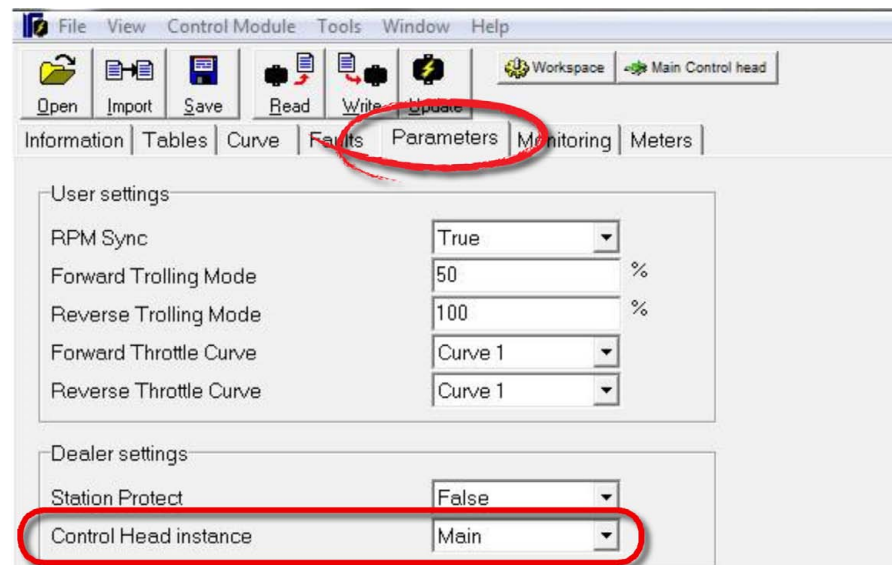 File View Control Module Tools Window Help
Workspace Main Control head
Open Import Save Read Write Update
Information Tables Curve Faults Parameters Monitoring Meters
User settings
RPM Sync True
Forward Trolling Mode 50 %
Reverse Trolling Mode 100 %
Forward Throttle Curve Curve 1
Reverse Throttle Curve Curve 1
Dealer settings
Station Protect False
Control Head instance Main